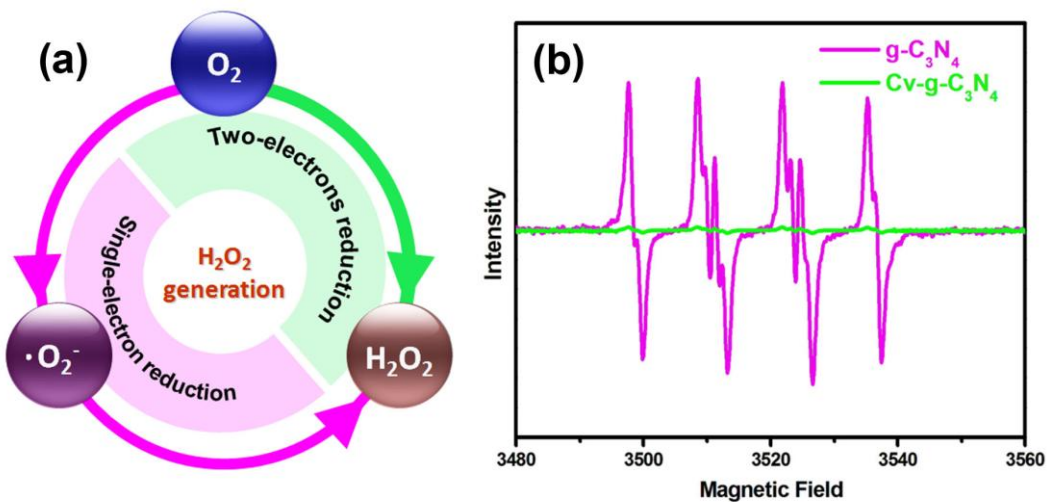 (a)
O₂
Two-electrons reduction
Single-electron reduction
H₂O₂
generation
·O₂⁻
H₂O₂
(b)
g-C₃N₄
Cv-g-C₃N₄
Intensity
3480
3500
3520
3540
3560
Magnetic Field